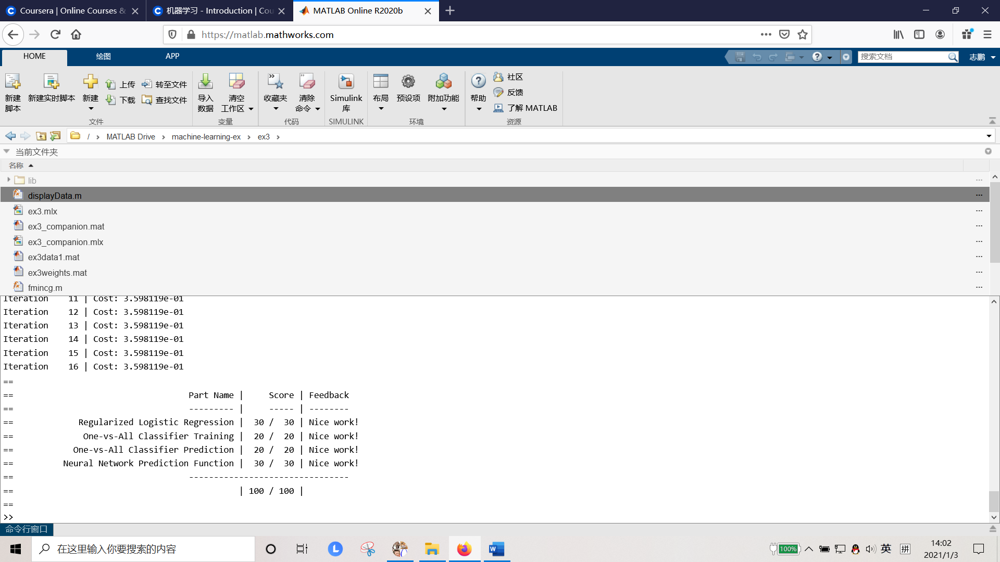 Coursera | Online Courses &
机器学习 - Introduction | Cou
MATLAB Online R2020b
https://matlab.mathworks.com
HOME
绘图
APP
搜索文档
志鹏
新建
脚本
新建实时脚本
新建
上传
下载
转至文件
查找文件
导入
数据
清空
工作区
收藏夹
清除
命令
Simulink
库
布局
预设项
附加功能
帮助
社区
反馈
了解 MATLAB
文件
变量
代码
SIMULINK
环境
资源
/ › MATLAB Drive › machine-learning-ex › ex3 ›
当前文件夹
名称
lib
displayData.m
ex3.mlx
ex3_companion.mat
ex3_companion.mlx
ex3data1.mat
ex3weights.mat
fmincg.m
Iteration    11 | Cost: 3.598119e-01
Iteration    12 | Cost: 3.598119e-01
Iteration    13 | Cost: 3.598119e-01
Iteration    14 | Cost: 3.598119e-01
Iteration    15 | Cost: 3.598119e-01
Iteration    16 | Cost: 3.598119e-01
==
== Part Name | Score | Feedback
== --------- | ----- | --------
== Regularized Logistic Regression | 30 / 30 | Nice work!
== One-vs-All Classifier Training | 20 / 20 | Nice work!
== One-vs-All Classifier Prediction | 20 / 20 | Nice work!
== Neural Network Prediction Function | 30 / 30 | Nice work!
== --------------------------------
== | 100 / 100 |
==
>>
命令行窗口
在这里输入你要搜索的内容
100%
英
拼
14:02
2021/1/3